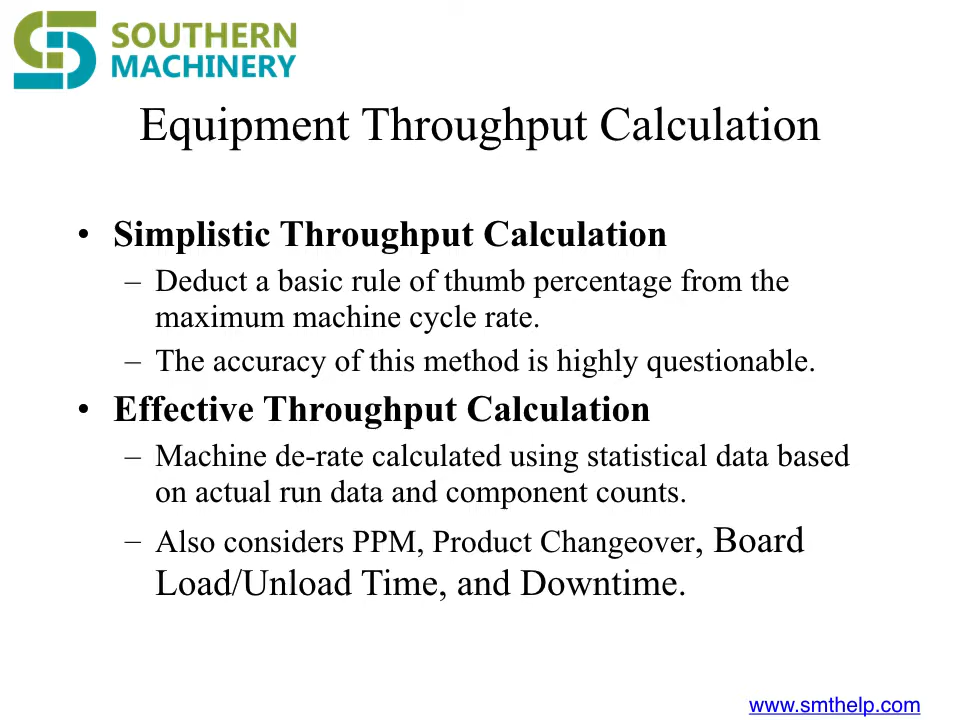 SOUTHERN
MACHINERY
Equipment Throughput Calculation
• Simplistic Throughput Calculation
– Deduct a basic rule of thumb percentage from the
maximum machine cycle rate.
– The accuracy of this method is highly questionable.
• Effective Throughput Calculation
– Machine de-rate calculated using statistical data based
on actual run data and component counts.
– Also considers PPM, Product Changeover, Board
Load/Unload Time, and Downtime.
www.smthelp.com